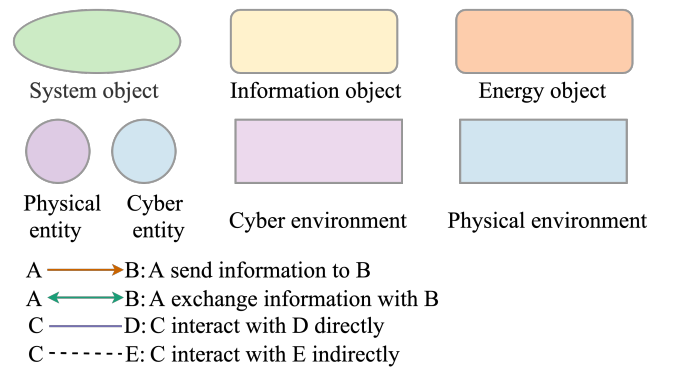 System object
Information object
Energy object
Physical entity
Cyber entity
Cyber environment
Physical environment
A B: A send information to B
A B: A exchange information with B
C D: C interact with D directly
C E: C interact with E indirectly